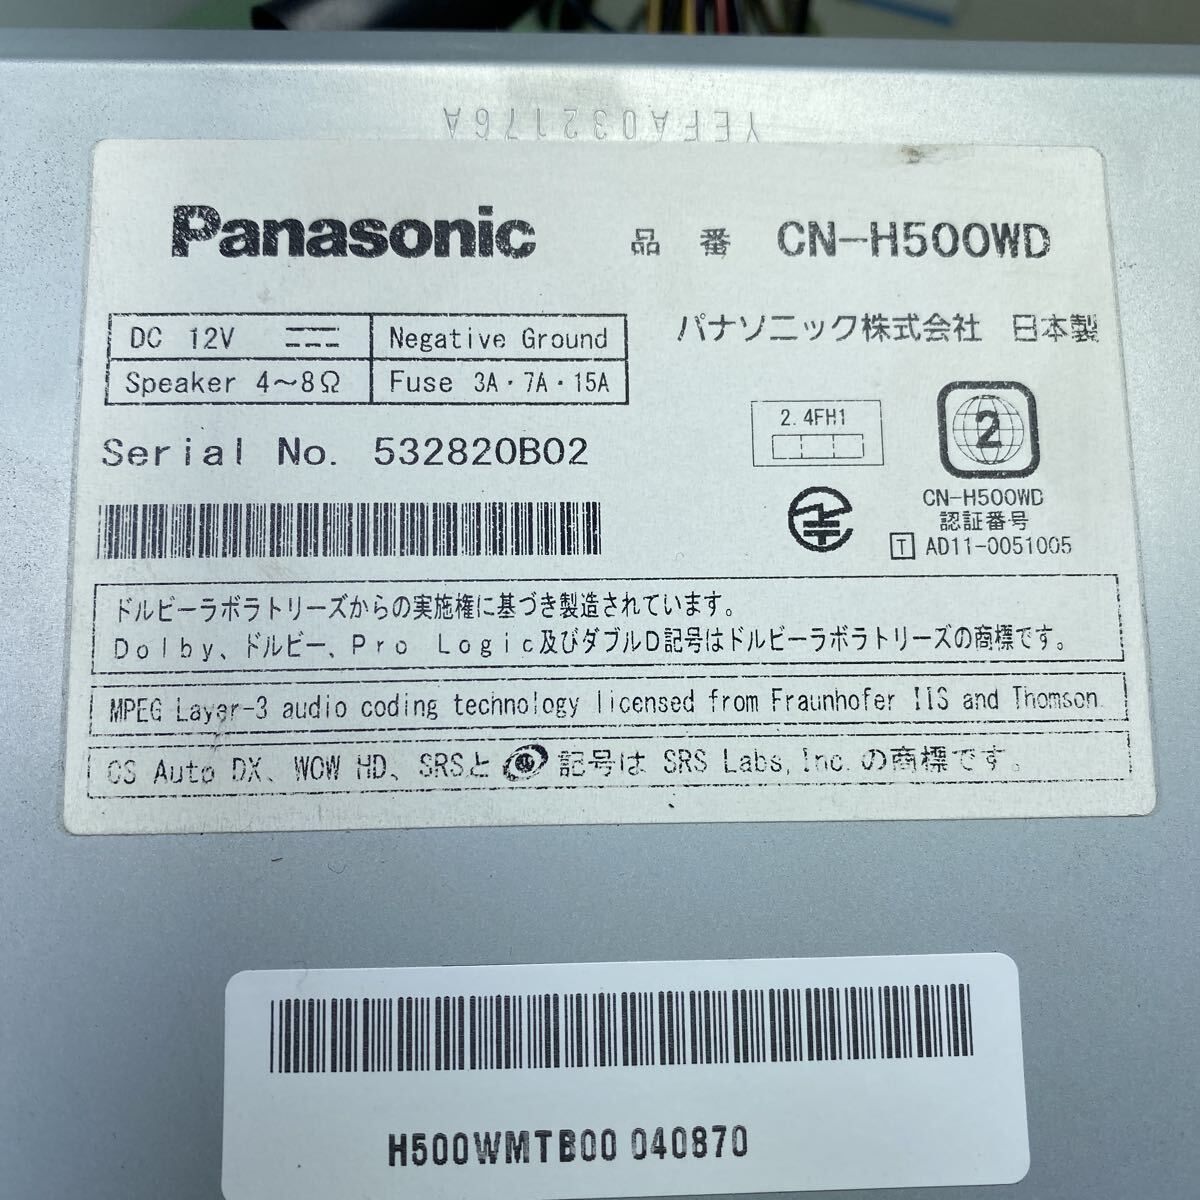 YEFA032176A
Panasonic 品番 CN-H500WD
DC 12V Negative Ground
Speaker 4～8Ω Fuse 3A・7A・15A
パナソニック株式会社 日本製
Serial No. 532820B02
2.4FH1
2
CN-H500WD
認証番号
T AD11-0051005
ドルビーラボラトリーズからの実施権に基づき製造されています。
Dolby、ドルビー、Pro Logic及びダブルD記号はドルビーラボラトリーズの商標です。
MPEG Layer-3 audio coding technology licensed from Fraunhofer IIS and Thomson.
CS Auto DX、WOW HD、SRSと 記号は SRS Labs, Inc.の商標です。
H500WMTB00 040870